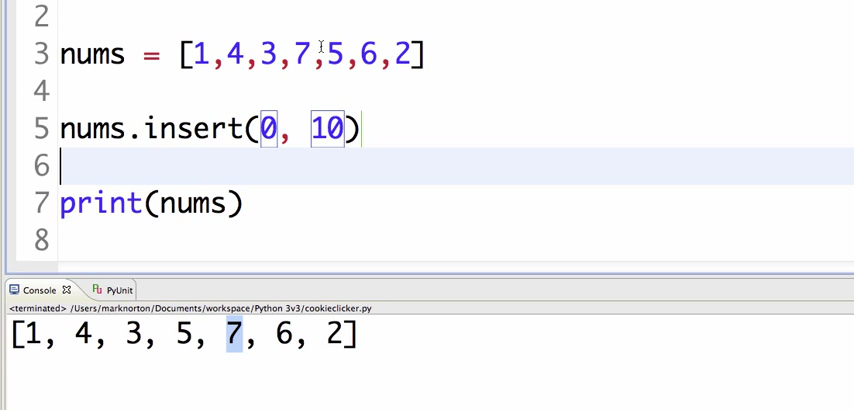 2
3 nums = [1,4,3,7,5,6,2]
4
5 nums.insert(0, 10)
6
7 print(nums)
8
Console PyUnit
<terminated> /Users/marknorton/Documents/workspace/Python 3v3/cookieclicker.py
[1, 4, 3, 5, 7, 6, 2]